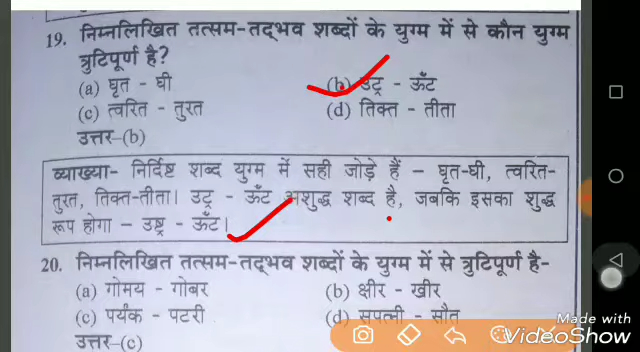 19. निम्नलिखित तत्सम-तद्भव शब्दों के युग्म में से कौन युग्म
त्रुटिपूर्ण है?
(a) घृत - घी
(b) उट्र - ऊँट
(c) त्वरित - तुरत
(d) तिक्त - तीता
उत्तर-(b)
व्याख्या- निर्दिष्ट शब्द युग्म में सही जोड़े हैं - घृत-घी, त्वरित-
तुरत, तिक्त-तीता। उट्र - ऊँट अशुद्ध शब्द है, जबकि इसका शुद्ध
रूप होगा - उष्ट्र - ऊँट।
20. निम्नलिखित तत्सम-तद्भव शब्दों के युग्म में से त्रुटिपूर्ण है-
(a) गोमय - गोबर
(b) क्षीर - खीर
(c) पर्यंक - पटरी
(d) सपत्नी - सौत
उत्तर-(c)
Made with
VideoShow